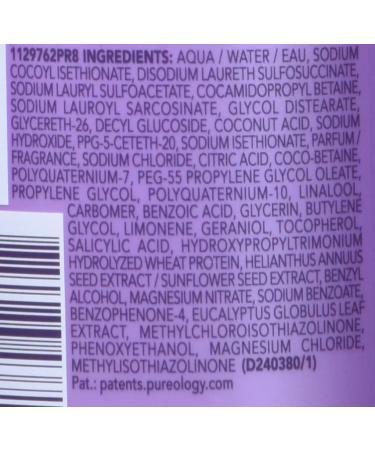 1129762PR8 INGREDIENTS: AQUA / WATER / EAU, SODIUM
COCOYL ISETHIONATE, DISODIUM LAURETH SULFOSUCCINATE,
SODIUM LAURYL SULFOACETATE, COCAMIDOPROPYL BETAINE,
SODIUM LAUROYL SARCOSINATE, GLYCOL DISTEARATE,
GLYCERETH-26, DECYL GLUCOSIDE, COCONUT ACID, SODIUM
HYDROXIDE, PPG-5-CETETH-20, SODIUM ISETHIONATE, PARFUM /
FRAGRANCE, SODIUM CHLORIDE, CITRIC ACID, COCO-BETAINE,
POLYQUATERNIUM-7, PEG-55 PROPYLENE GLYCOL OLEATE,
PROPYLENE GLYCOL, POLYQUATERNIUM-10, LINALOOL,
CARBOMER, BENZOIC ACID, GLYCERIN, BUTYLENE
GLYCOL, LIMONENE, GERANIOL, TOCOPHEROL,
SALICYLIC ACID, HYDROXYPROPYLTRIMONIUM
HYDROLYZED WHEAT PROTEIN, HELIANTHUS ANNUUS
SEED EXTRACT / SUNFLOWER SEED EXTRACT, BENZYL
ALCOHOL, MAGNESIUM NITRATE, SODIUM BENZOATE,
BENZOPHENONE-4, EUCALYPTUS GLOBULUS LEAF
EXTRACT, METHYLCHLOROISOTHIAZOLINONE,
PHENOXYETHANOL, MAGNESIUM CHLORIDE,
METHYLISOTHIAZOLINONE (D240380/1)
Pat.: patents.pureology.com